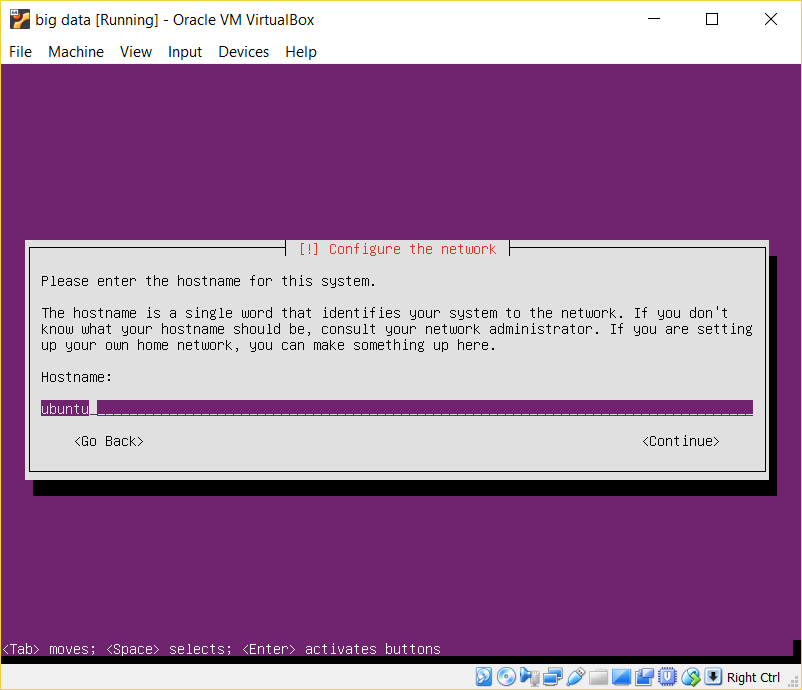 big data [Running] - Oracle VM VirtualBox
File Machine View Input Devices Help
[!] Configure the network
Please enter the hostname for this system.
The hostname is a single word that identifies your system to the network. If you don't
know what your hostname should be, consult your network administrator. If you are setting
up your own home network, you can make something up here.
Hostname:
ubuntu
<Go Back> <Continue>
<Tab> moves; <Space> selects; <Enter> activates buttons
Right Ctrl